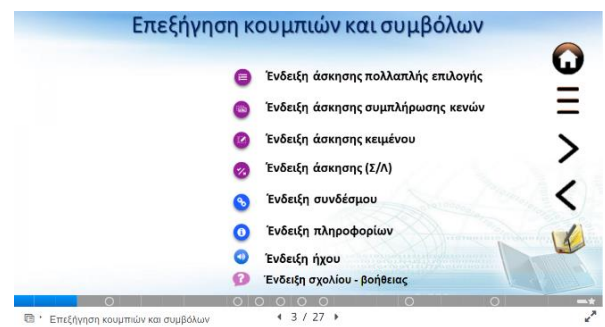 Επεξήγηση κουμπιών και συμβόλων
Ένδειξη άσκησης πολλαπλής επιλογής
Ένδειξη άσκησης συμπλήρωσης κενών
Ένδειξη άσκησης κειμένου
Ένδειξη άσκησης (Σ/Λ)
Ένδειξη συνδέσμου
Ένδειξη πληροφορίων
Ένδειξη ήχου
Ένδειξη σχολίου - βοήθειας
Επεξήγηση κουμπιών και συμβόλων
3 / 27